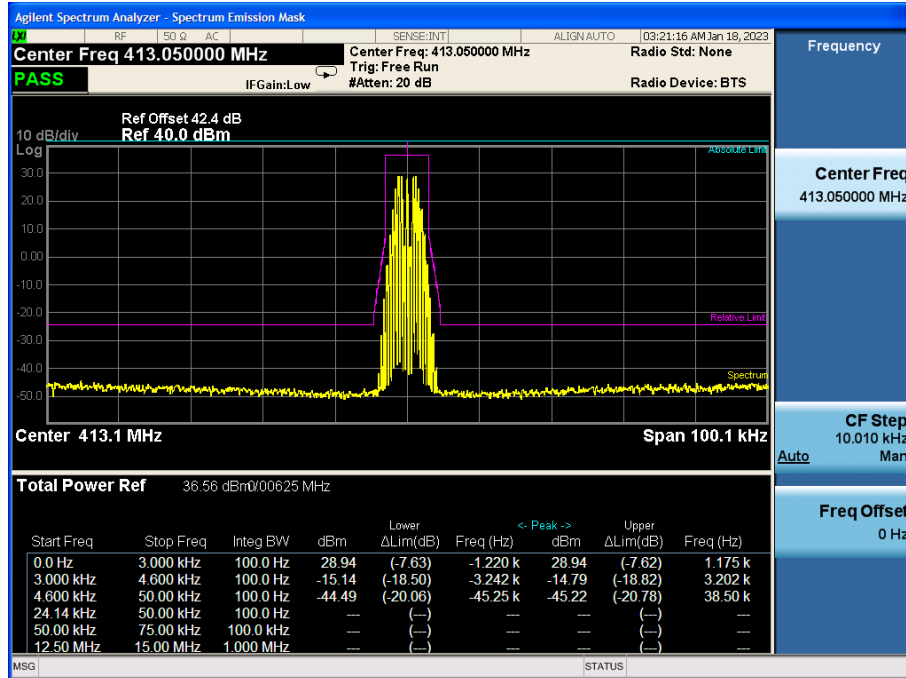 Agilent Spectrum Analyzer - Spectrum Emission Mask
LXI RF 50 Ω AC SENSE:INT ALIGN AUTO 03:21:16 AM Jan 18, 2023
Center Freq 413.050000 MHz Center Freq: 413.050000 MHz Radio Std: None
Trig: Free Run
PASS IFGain:Low #Atten: 20 dB Radio Device: BTS
Frequency
Ref Offset 42.4 dB
10 dB/div Ref 40.0 dBm
Log
Absolute Limit
30.0
20.0
10.0
0.00
-10.0
-20.0
Relative Limit
-30.0
-40.0
Spectrum
-50.0
Center 413.1 MHz Span 100.1 kHz
Center Freq
413.050000 MHz
CF Step
10.010 kHz
Auto Man
Freq Offset
0 Hz
Total Power Ref 36.56 dBm/0.00625 MHz
Lower <- Peak -> Upper
Start Freq Stop Freq Integ BW dBm ΔLim(dB) Freq (Hz) dBm ΔLim(dB) Freq (Hz)
0.0 Hz 3.000 kHz 100.0 Hz 28.94 (-7.63) -1.220 k 28.94 (-7.62) 1.175 k
3.000 kHz 4.600 kHz 100.0 Hz -15.14 (-18.50) -3.242 k -14.79 (-18.82) 3.202 k
4.600 kHz 50.00 kHz 100.0 Hz -44.49 (-20.06) -45.25 k -45.22 (-20.78) 38.50 k
24.14 kHz 50.00 kHz 100.0 Hz --- (---) --- --- (---) ---
50.00 kHz 75.00 kHz 100.0 kHz --- (---) --- --- (---) ---
12.50 MHz 15.00 MHz 1.000 MHz --- (---) --- --- (---) ---
MSG STATUS